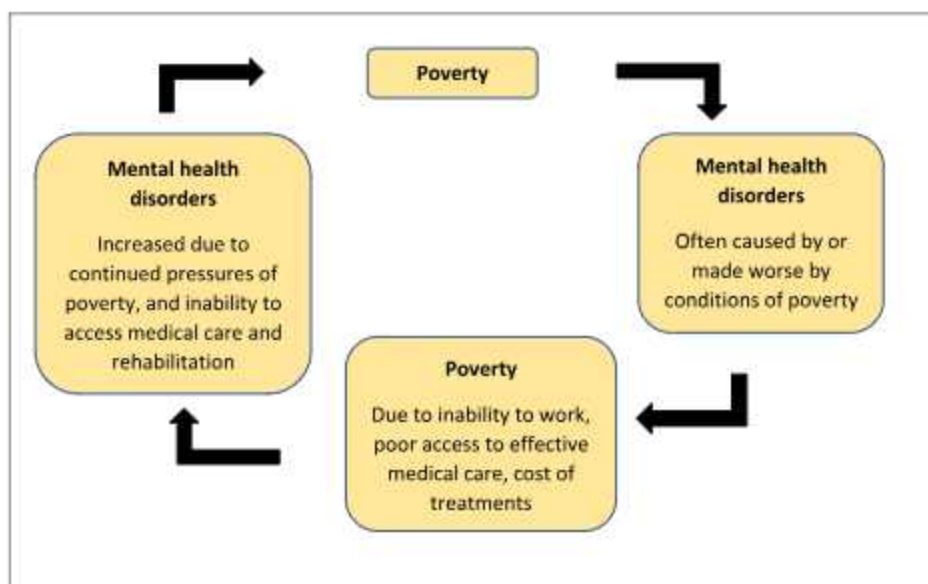 Poverty
Mental health
disorders
Often caused by or
made worse by
conditions of poverty
Poverty
Due to inability to work,
poor access to effective
medical care, cost of
treatments
Mental health
disorders
Increased due to
continued pressures of
poverty, and inability to
access medical care and
rehabilitation